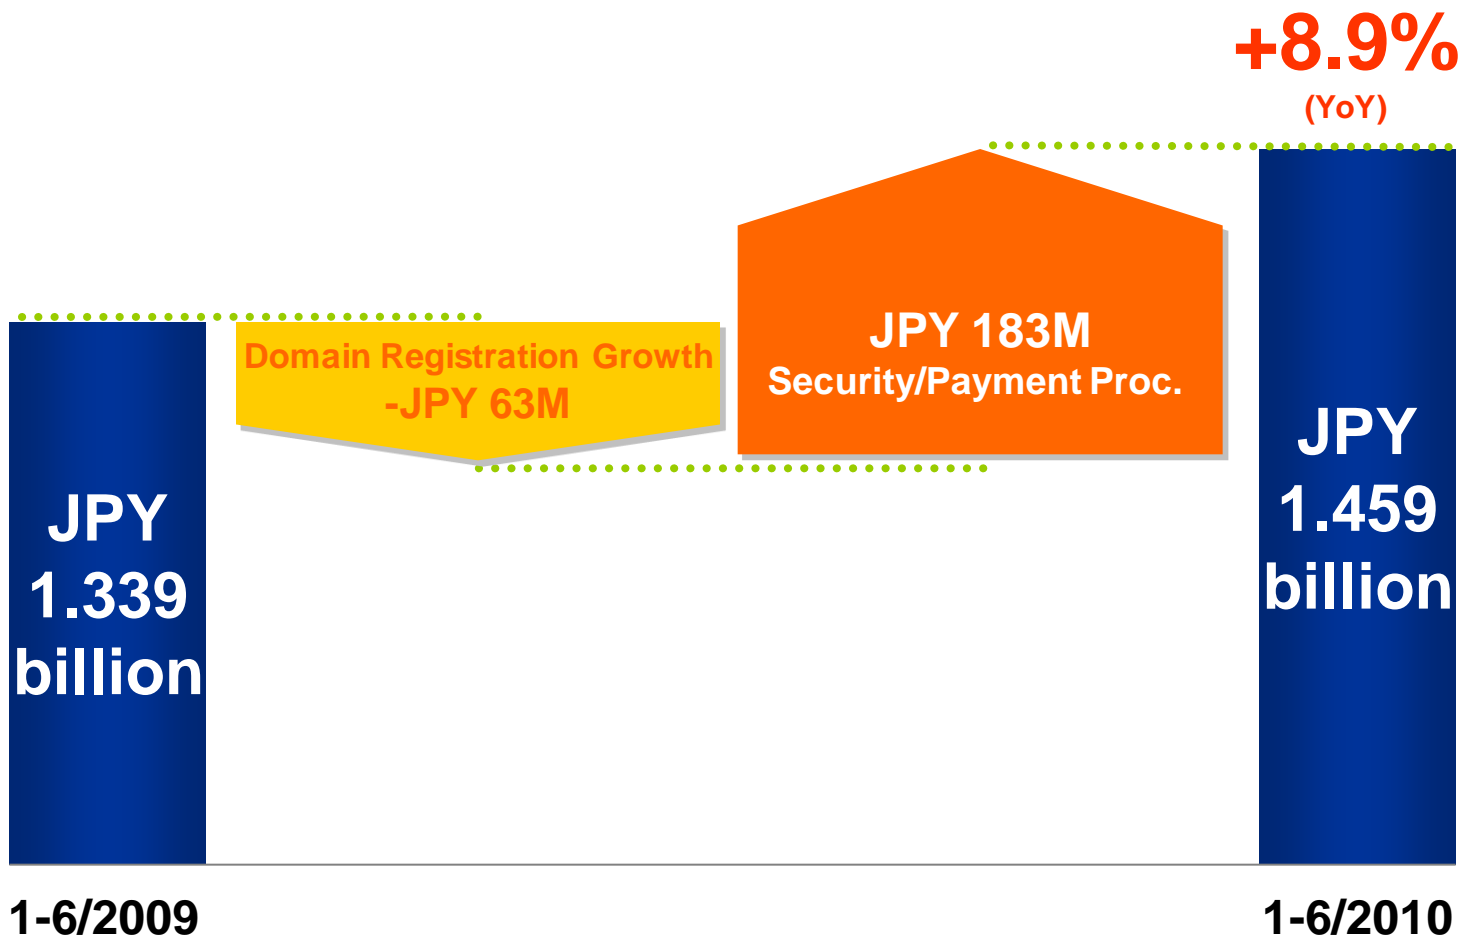 +8.9%
(YoY)
Domain Registration Growth
-JPY 63M
JPY 183M
Security/Payment Proc.
JPY
1.339
billion
JPY
1.459
billion
1-6/2009
1-6/2010